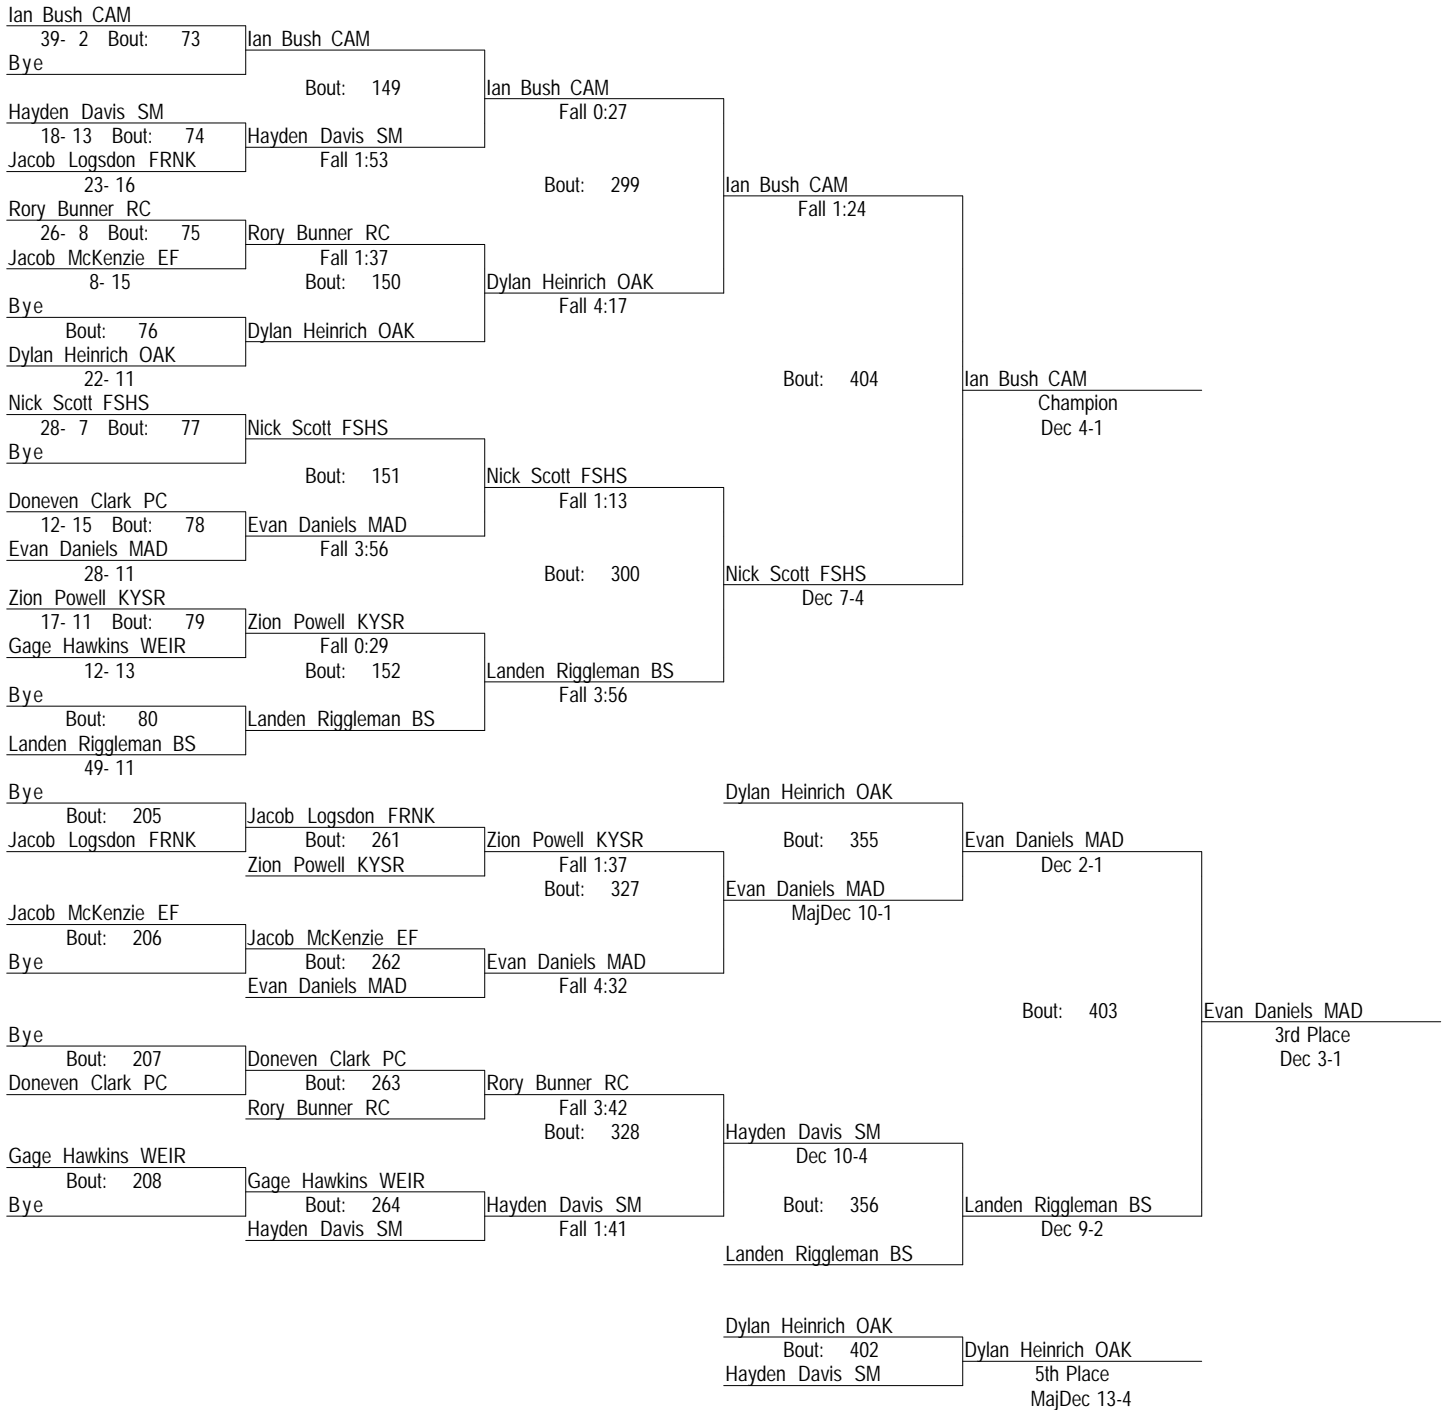 Ian Bush CAM
39- 2 Bout: 73 Ian Bush CAM
Bye
Bout: 149 Ian Bush CAM
Hayden Davis SM Fall 0:27
18- 13 Bout: 74 Hayden Davis SM
Jacob Logsdon FRNK Fall 1:53
23- 16 Bout: 299 Ian Bush CAM
Rory Bunner RC Fall 1:24
26- 8 Bout: 75 Rory Bunner RC
Jacob McKenzie EF Fall 1:37
8- 15 Bout: 150 Dylan Heinrich OAK
Bye Fall 4:17
Bout: 76 Dylan Heinrich OAK
Dylan Heinrich OAK
22- 11 Bout: 404 Ian Bush CAM
Nick Scott FSHS Champion
28- 7 Bout: 77 Nick Scott FSHS Dec 4-1
Bye
Bout: 151 Nick Scott FSHS
Doneven Clark PC Fall 1:13
12- 15 Bout: 78 Evan Daniels MAD
Evan Daniels MAD Fall 3:56
28- 11 Bout: 300 Nick Scott FSHS
Zion Powell KYSR Dec 7-4
17- 11 Bout: 79 Zion Powell KYSR
Gage Hawkins WEIR Fall 0:29
12- 13 Bout: 152 Landen Riggleman BS
Bye Fall 3:56
Bout: 80 Landen Riggleman BS
Landen Riggleman BS
49- 11
Bye Dylan Heinrich OAK
Bout: 205 Jacob Logsdon FRNK
Jacob Logsdon FRNK Bout: 261 Zion Powell KYSR Bout: 355 Evan Daniels MAD
Zion Powell KYSR Fall 1:37 Dec 2-1
Bout: 327 Evan Daniels MAD
Jacob McKenzie EF MajDec 10-1
Bout: 206 Jacob McKenzie EF
Bye Bout: 262 Evan Daniels MAD
Evan Daniels MAD Fall 4:32
Bout: 403 Evan Daniels MAD
Bye 3rd Place
Bout: 207 Doneven Clark PC Dec 3-1
Doneven Clark PC Bout: 263 Rory Bunner RC
Rory Bunner RC Fall 3:42
Bout: 328 Hayden Davis SM
Gage Hawkins WEIR Dec 10-4
Bout: 208 Gage Hawkins WEIR
Bye Bout: 264 Hayden Davis SM Bout: 356 Landen Riggleman BS
Hayden Davis SM Fall 1:41 Dec 9-2
Landen Riggleman BS
Dylan Heinrich OAK
Bout: 402 Dylan Heinrich OAK
Hayden Davis SM 5th Place
MajDec 13-4